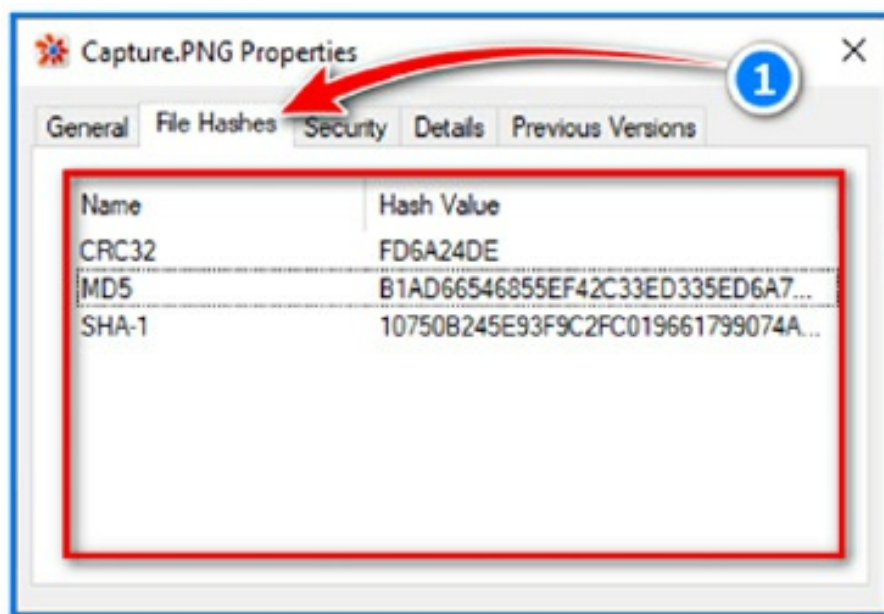 Capture.PNG Properties
1
General File Hashes Security Details Previous Versions
Name Hash Value
CRC32 FD6A24DE
MD5 B1AD66546855EF42C33ED335ED6A7...
SHA-1 10750B245E93F9C2FC019661799074A...